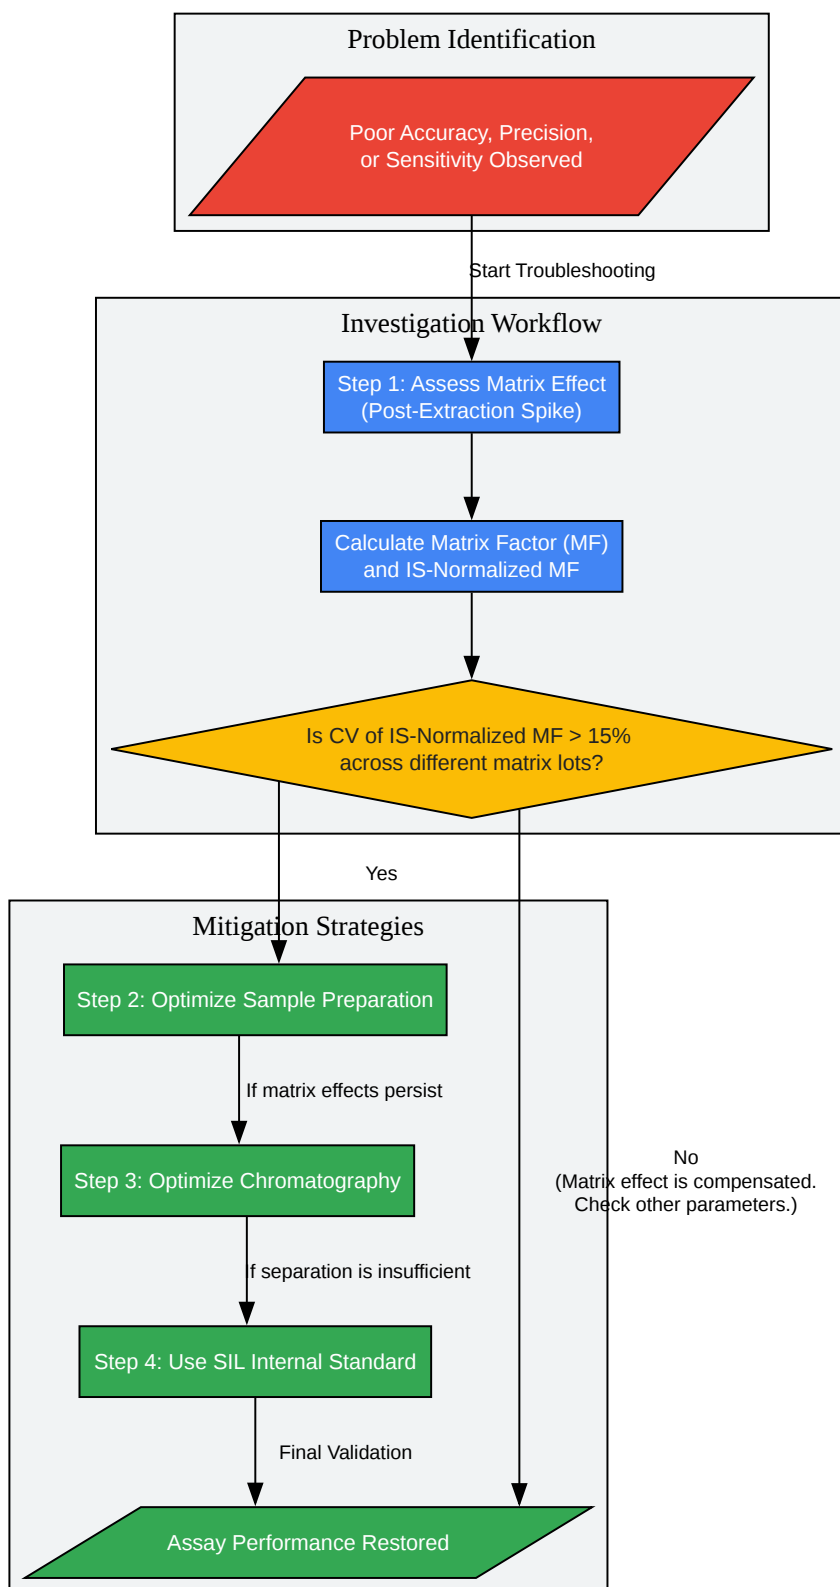 Problem Identification
Poor Accuracy, Precision,
or Sensitivity Observed
Start Troubleshooting
Investigation Workflow
Step 1: Assess Matrix Effect
(Post-Extraction Spike)
Calculate Matrix Factor (MF)
and IS-Normalized MF
Is CV of IS-Normalized MF > 15%
across different matrix lots?
Yes
Mitigation Strategies
Step 2: Optimize Sample Preparation
If matrix effects persist
No
(Matrix effect is compensated.
Check other parameters.)
Step 3: Optimize Chromatography
If separation is insufficient
Step 4: Use SIL Internal Standard
Final Validation
Assay Performance Restored